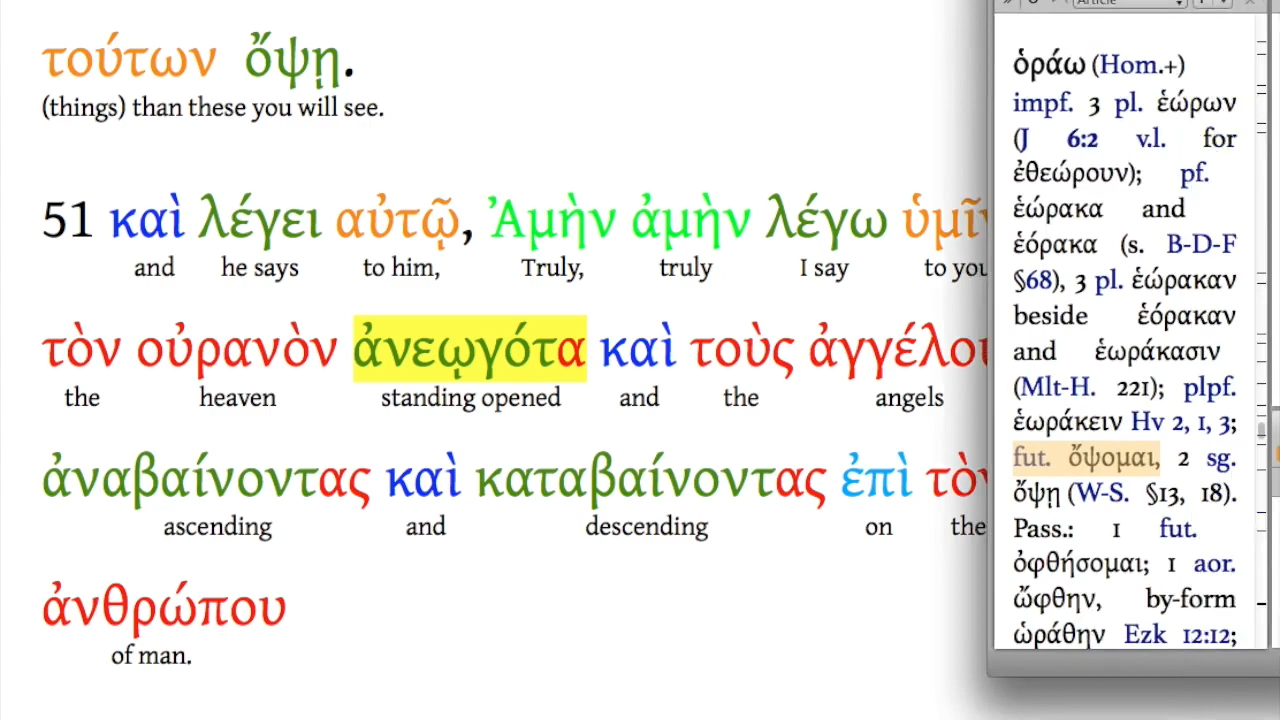 τούτων ὄψῃ.
(things) than these you will see.
51 καὶ λέγει αὐτῷ, Ἀμὴν ἀμὴν λέγω
and he says to him, Truly, truly I say to
τὸν οὐρανὸν ἀνεῳγότα καὶ τοὺς
the heaven standing opened and the angels
ἀναβαίνοντας καὶ καταβαίνοντας ἐπὶ
ascending and descending on the
ἀνθρώπου
of man.
Article
ὁράω (Hom.+)
impf. 3 pl. ἑώρων
(J 6:2 v.l. for
ἐθεώρουν); pf.
ἑώρακα and
ἑόρακα (s. B-D-F
§68), 3 pl. ἑώρακαν
beside ἑόρακαν
and ἑωράκασιν
(Mlt-H. 221); plpf.
ἑωράκειν Hv 2, 1, 3;
fut. ὄψομαι, 2 sg.
ὄψῃ (W-S. §13, 18).
Pass.: 1 fut.
ὀφθήσομαι; 1 aor.
ὤφθην, by-form
ὡράθην Ezk 12:12;